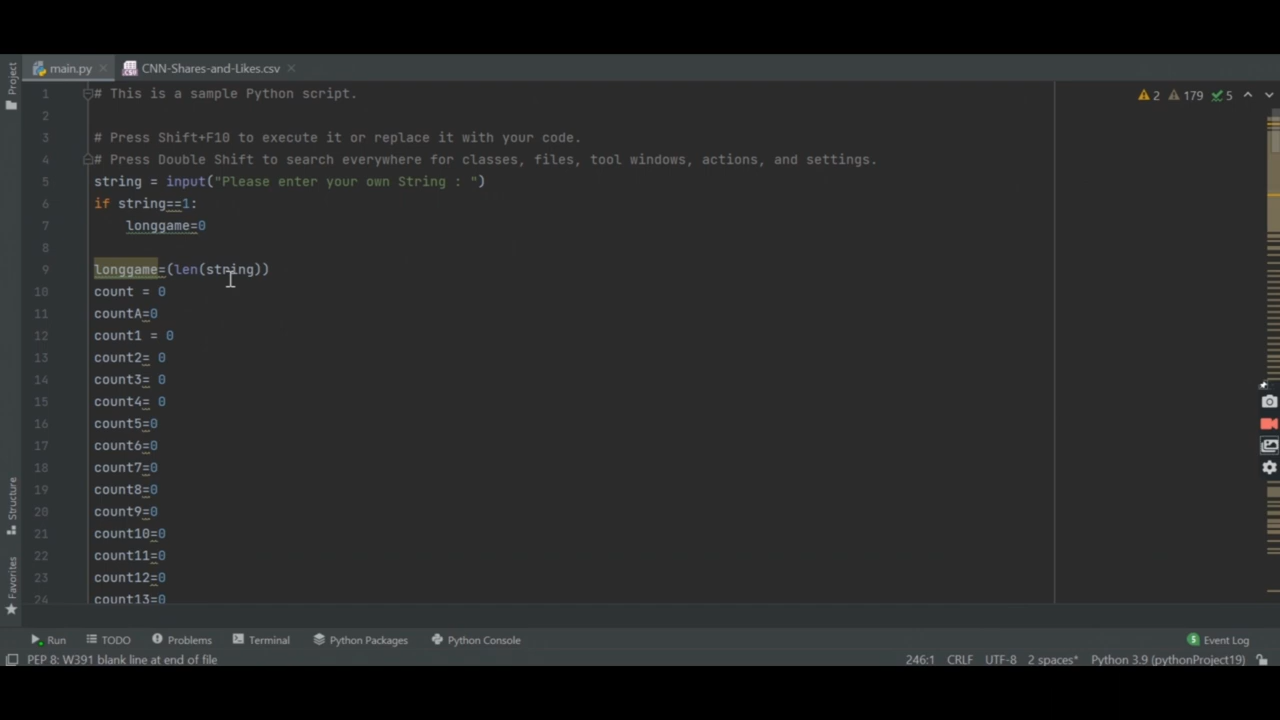 Project
main.py
CNN-Shares-and-Likes.csv
1 # This is a sample Python script.
2
3 # Press Shift+F10 to execute it or replace it with your code.
4 # Press Double Shift to search everywhere for classes, files, tool windows, actions, and settings.
5 string = input("Please enter your own String : ")
6 if string==1:
7 longgame=0
8
9 longgame=(len(string))
10 count = 0
11 countA=0
12 count1 = 0
13 count2= 0
14 count3= 0
15 count4= 0
16 count5=0
17 count6=0
18 count7=0
19 count8=0
20 count9=0
21 count10=0
22 count11=0
23 count12=0
24 count13=0
2 179 5
Structure
Favorites
Run TODO Problems Terminal Python Packages Python Console 5 Event Log
PEP 8: W391 blank line at end of file 246:1 CRLF UTF-8 2 spaces* Python 3.9 (pythonProject19)